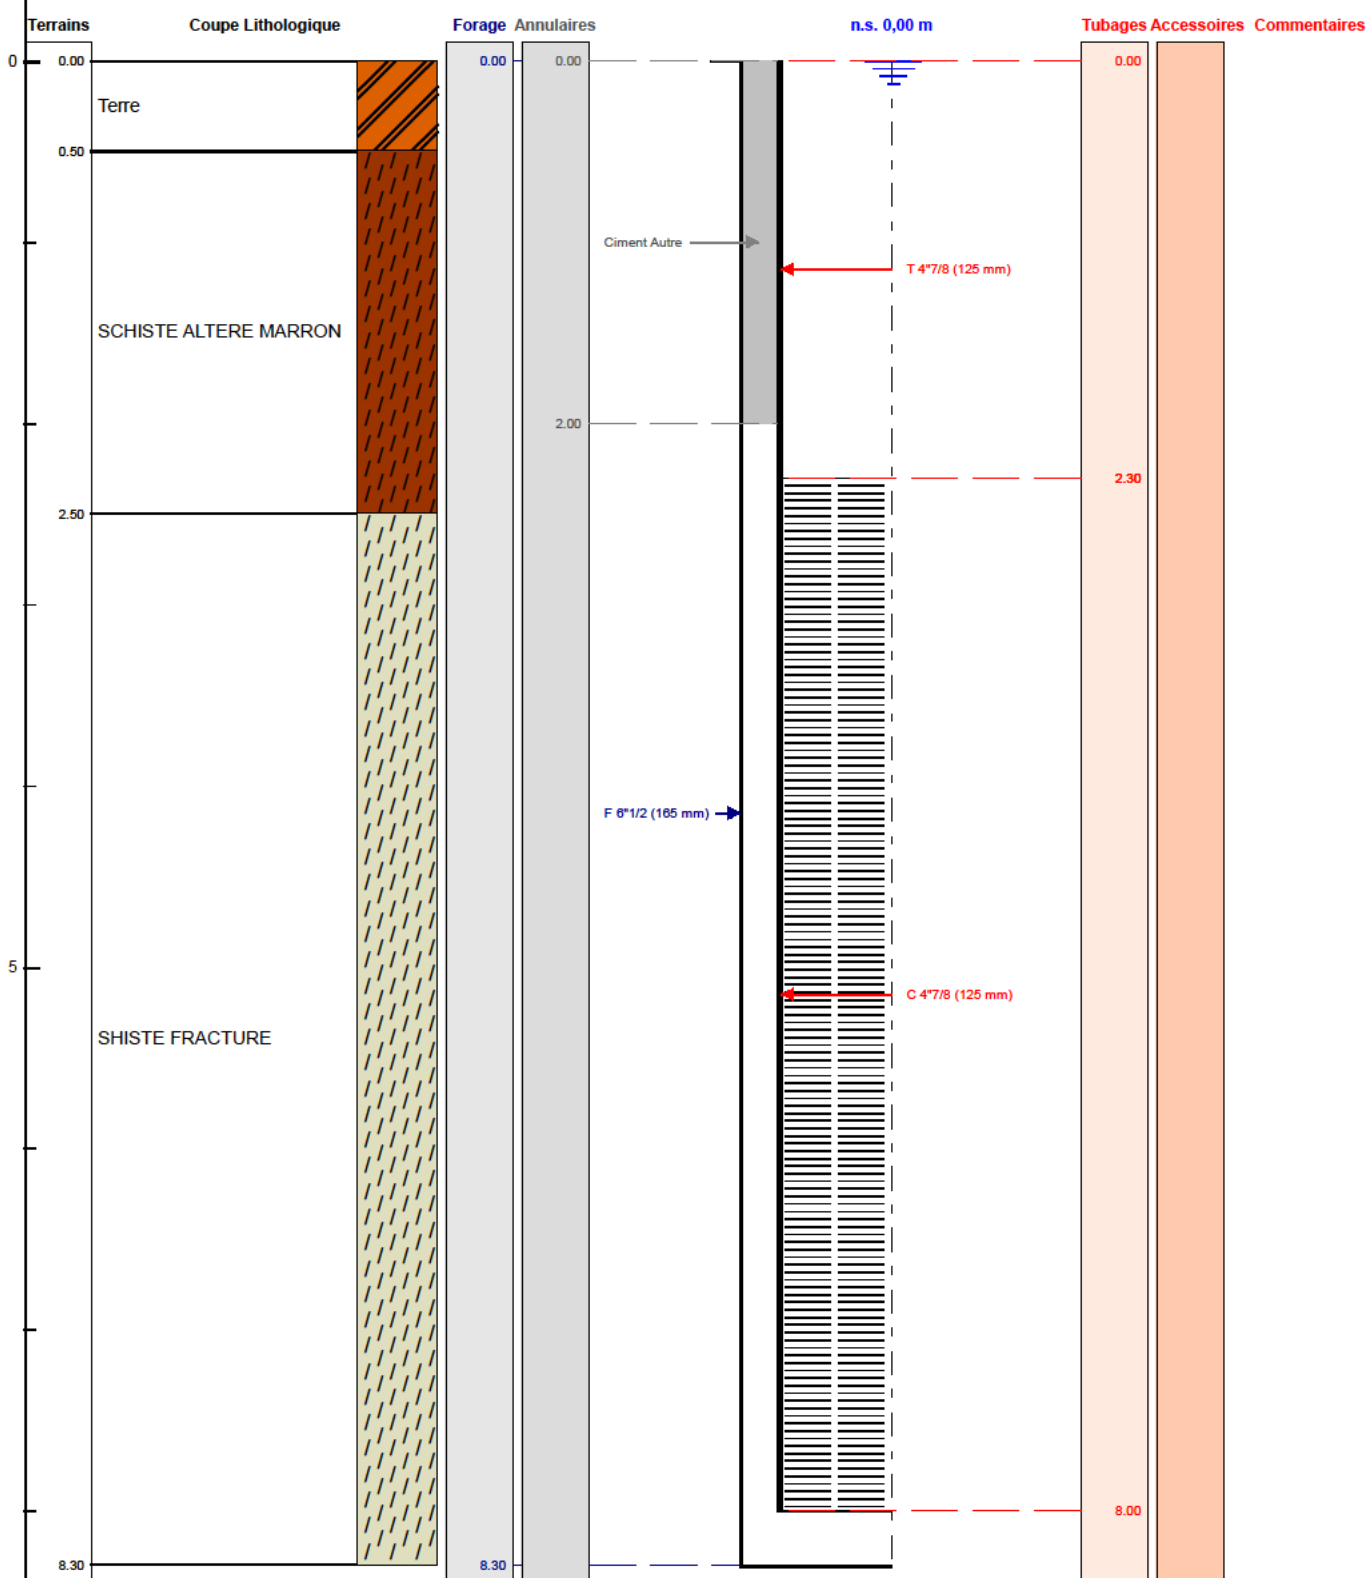 Terrains Coupe Lithologique Forage Annulaires n.s. 0,00 m Tubages Accessoires Commentaires
0 0.00 0.00 0.00 0.00
Terre
0.50
Ciment Autre
T 4"7/8 (125 mm)
SCHISTE ALTERE MARRON
2.00
2.30
2.50
F 6"1/2 (165 mm)
5
C 4"7/8 (125 mm)
SHISTE FRACTURE
8.00
8.30 8.30